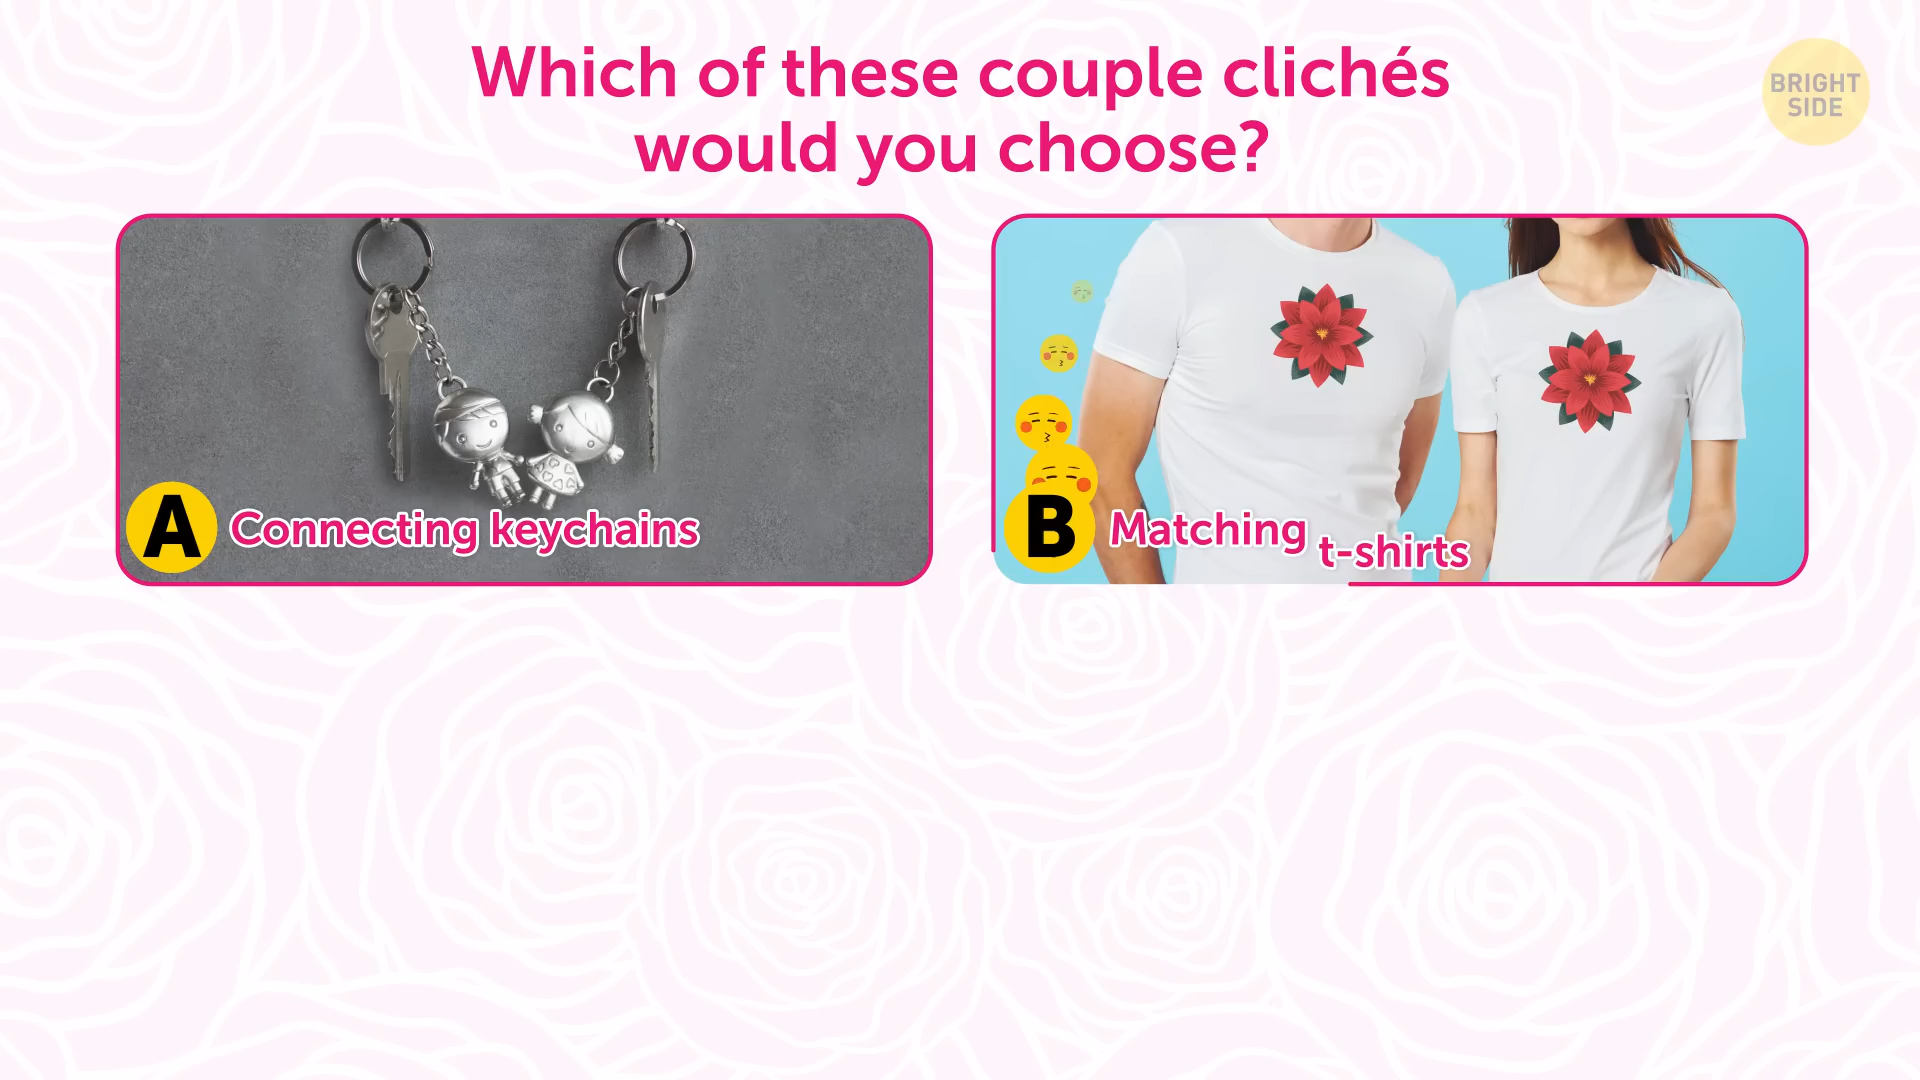 Which of these couple clichés
would you choose?
BRIGHT
SIDE
A Connecting keychains
B Matching t-shirts